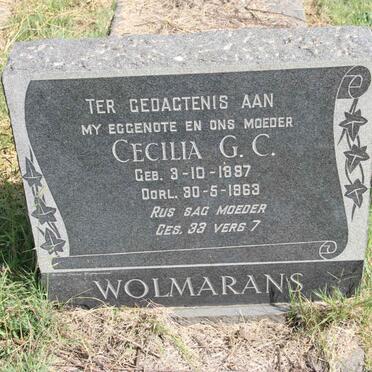 TER GEDAGTENIS AAN
MY EGGENOTE EN ONS MOEDER
CECILIA G. C.
GEB. 3-10-1897
OORL. 30-5-1963
RUS SAG MOEDER
GES. 33 VERS 7
WOLMARANS